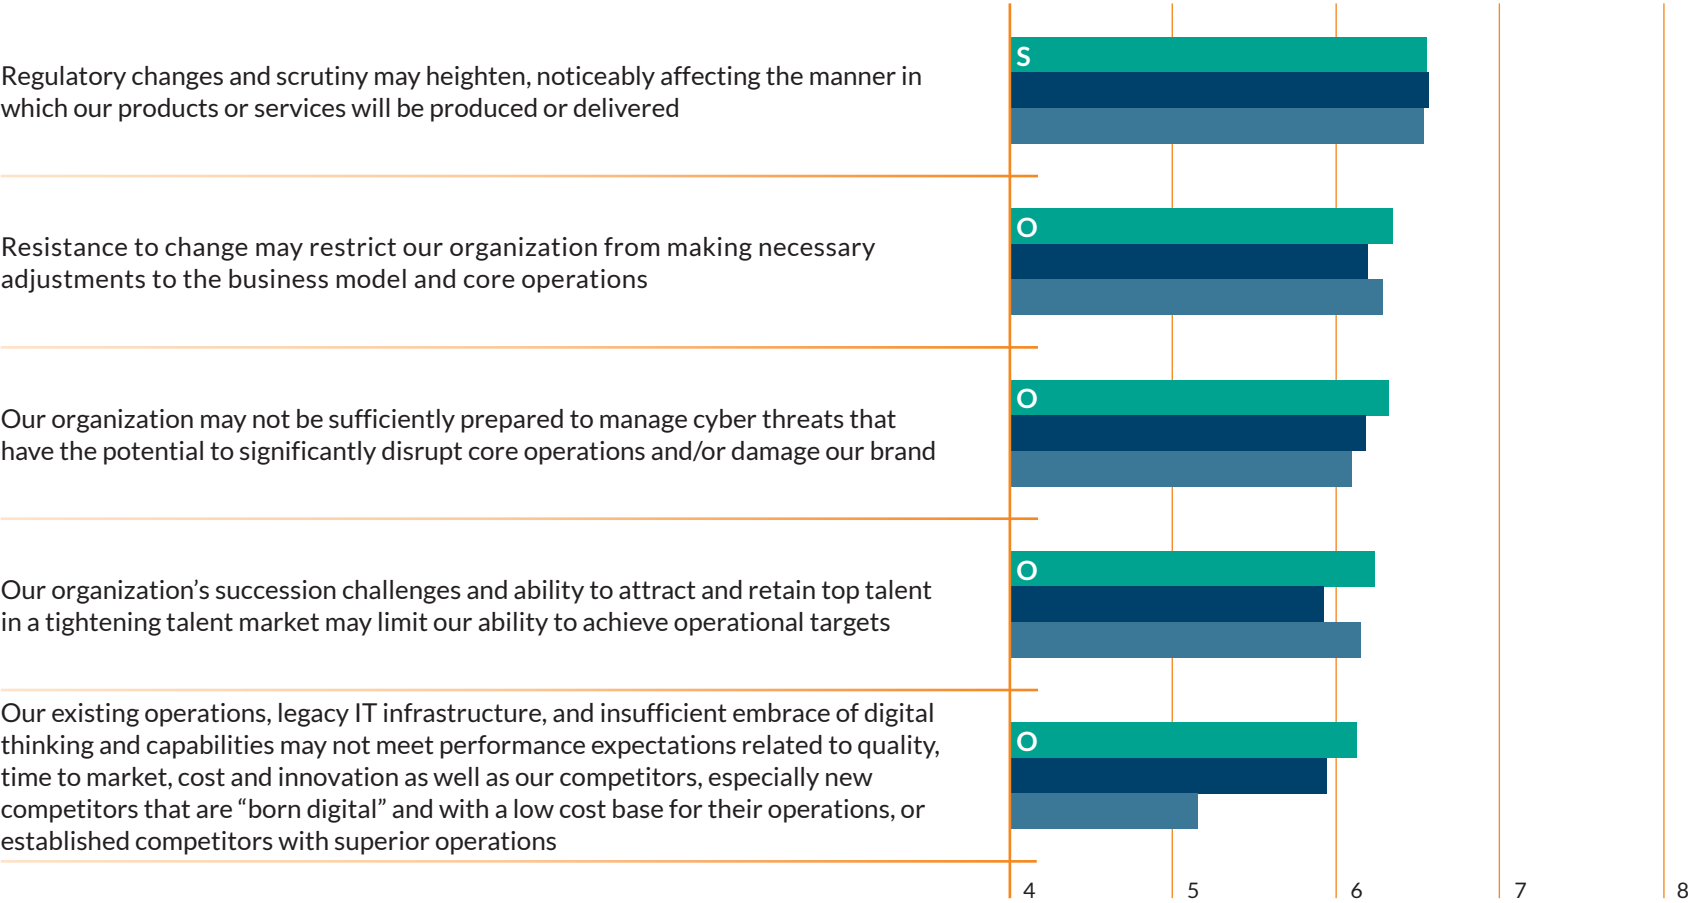 Regulatory changes and scrutiny may heighten, noticeably affecting the manner in
which our products or services will be produced or delivered
S
Resistance to change may restrict our organization from making necessary
adjustments to the business model and core operations
O
Our organization may not be sufficiently prepared to manage cyber threats that
have the potential to significantly disrupt core operations and/or damage our brand
O
Our organization’s succession challenges and ability to attract and retain top talent
in a tightening talent market may limit our ability to achieve operational targets
O
Our existing operations, legacy IT infrastructure, and insufficient embrace of digital
thinking and capabilities may not meet performance expectations related to quality,
time to market, cost and innovation as well as our competitors, especially new
competitors that are “born digital” and with a low cost base for their operations, or
established competitors with superior operations
O
4 5 6 7 8